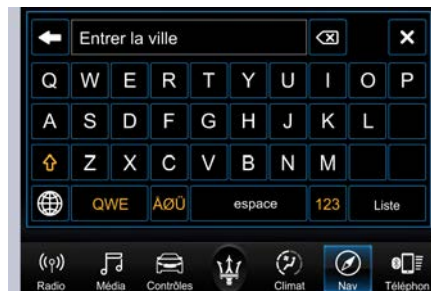 Entrer la ville
Q W E R T Y U I O P
A S D F G H J K L
Z X C V B N M
QWE ÄØÜ espace 123 Liste
Radio Média Contrôles Climat Nav Téléphon